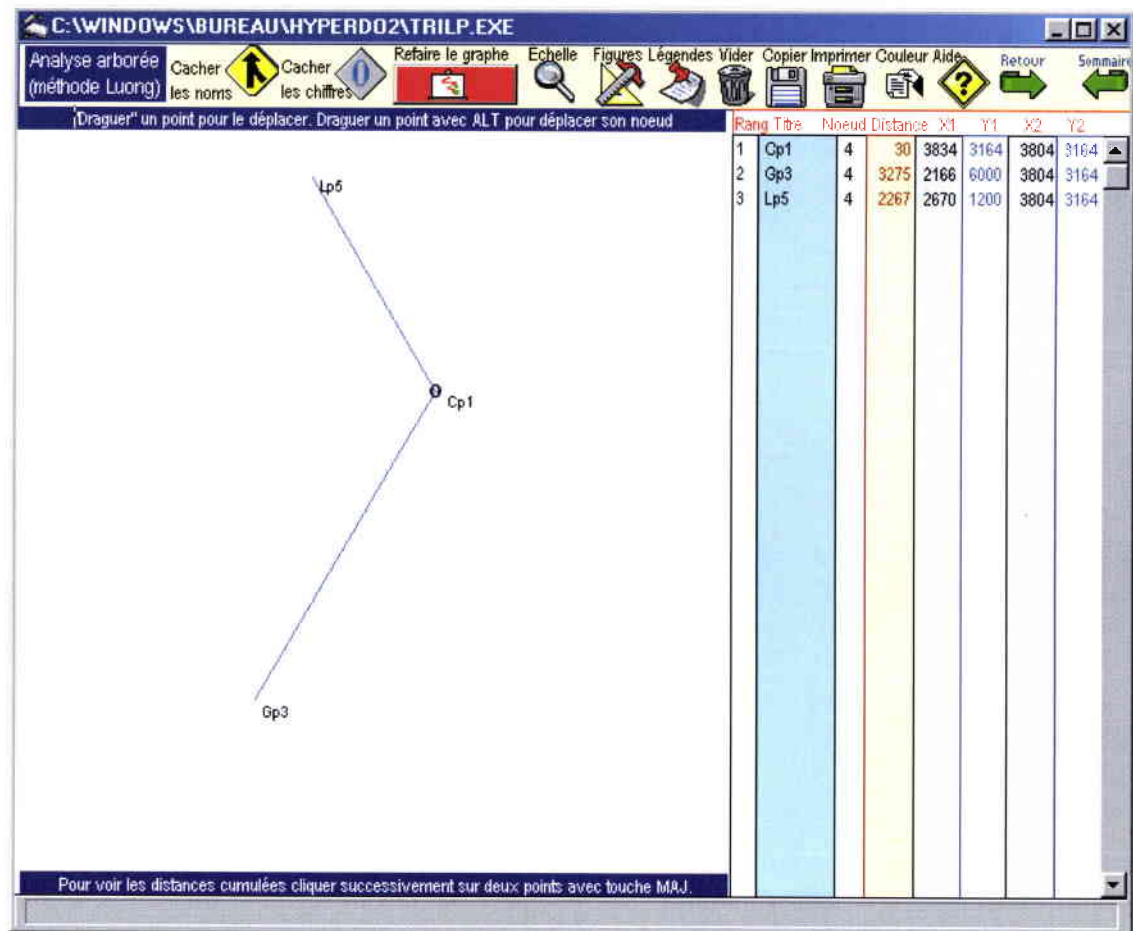 C:\WINDOWS\BUREAU\HYPERDO2\TRILP.EXE
Analyse arborée
(méthode Luong)
Cacher
les noms
Cacher
les chiffres
0
Refaire le graphe
Echelle
Figures
Légendes
Vider
Copier
Imprimer
Couleur
Aide
?
Retour
Sommaire
"Draguer" un point pour le déplacer. Draguer un point avec ALT pour déplacer son noeud
Rang Titre Noeud Distance X1 Y1 X2 Y2
1 Cp1 4 30 3834 3164 3804 3164
2 Gp3 4 3275 2166 6000 3804 3164
3 Lp5 4 2267 2670 1200 3804 3164
Lp5
Cp1
Gp3
Pour voir les distances cumulées cliquer successivement sur deux points avec touche MAJ.